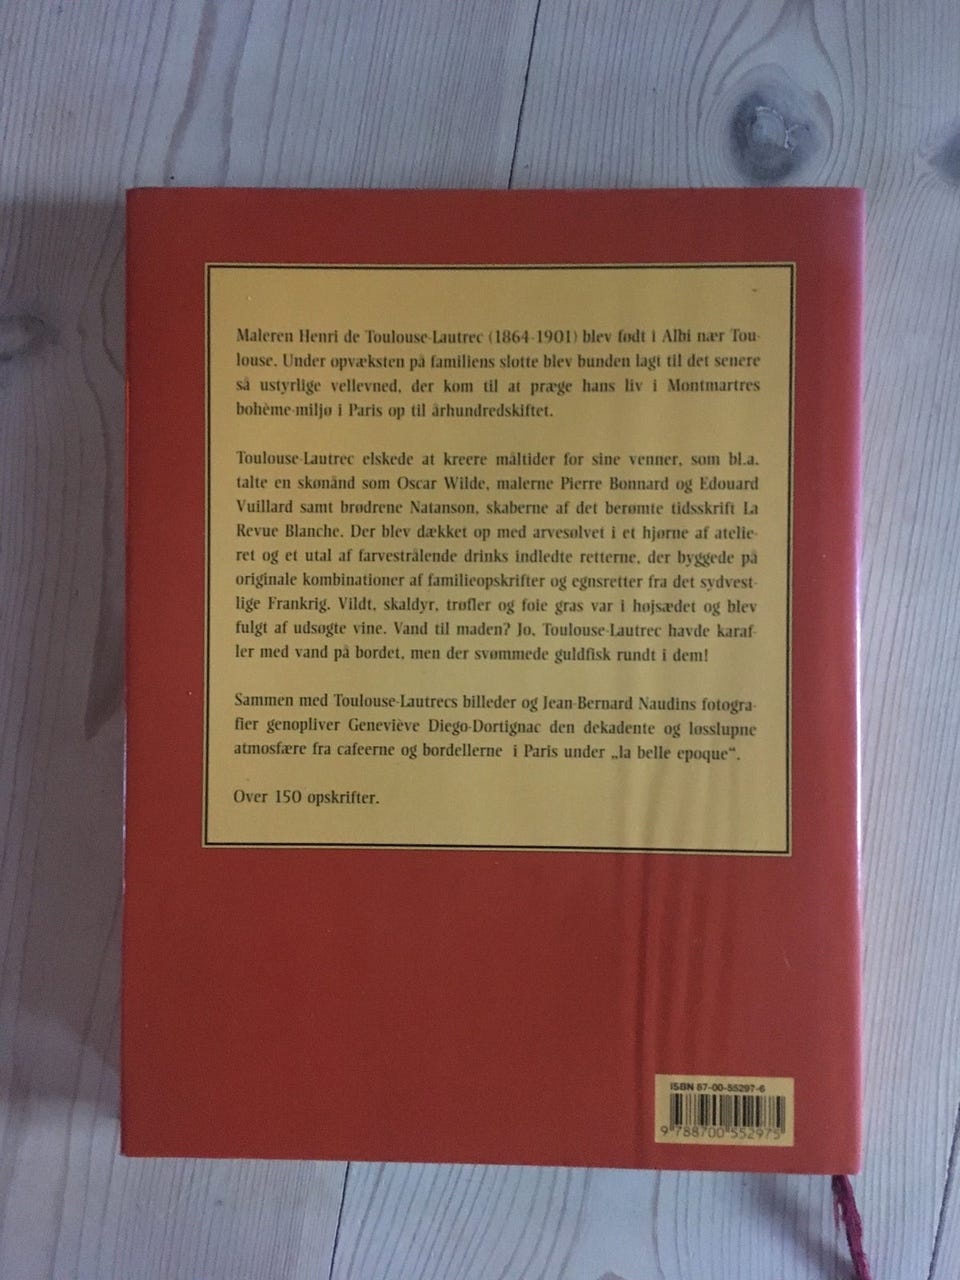 Maleren Henri de Toulouse-Lautrec (1864-1901) blev født i Albi nær Tou-
louse. Under opvæksten på familiens slotte blev bunden lagt til det senere
så ustyrlige vellevned, der kom til at præge hans liv i Montmartres
bohème-miljø i Paris op til århundredskiftet.
Toulouse-Lautrec elskede at kreere måltider for sine venner, som bl.a.
talte en skønånd som Oscar Wilde, malerne Pierre Bonnard og Edouard
Vuillard samt brødrene Natanson, skaberne af det berømte tidsskrift La
Revue Blanche. Der blev dækket op med arvesølvet i et hjørne af atelie-
ret og et utal af farvestrålende drinks indledte retterne, der byggede på
originale kombinationer af familieopskrifter og egnsretter fra det sydvest-
lige Frankrig. Vildt, skaldyr, trøfler og foie gras var i højsædet og blev
fulgt af udsøgte vine. Vand til maden? Jo, Toulouse-Lautrec havde karaf-
ler med vand på bordet, men der svømmede guldfisk rundt i dem!
Sammen med Toulouse-Lautrecs billeder og Jean-Bernard Naudins fotogra-
fier genopliver Geneviève Diego-Dortignac den dekadente og løsslupne
atmosfære fra cafeerne og bordellerne i Paris under „la belle epoque“.
Over 150 opskrifter.
ISBN 87-00-55297-6
9 788700 552975